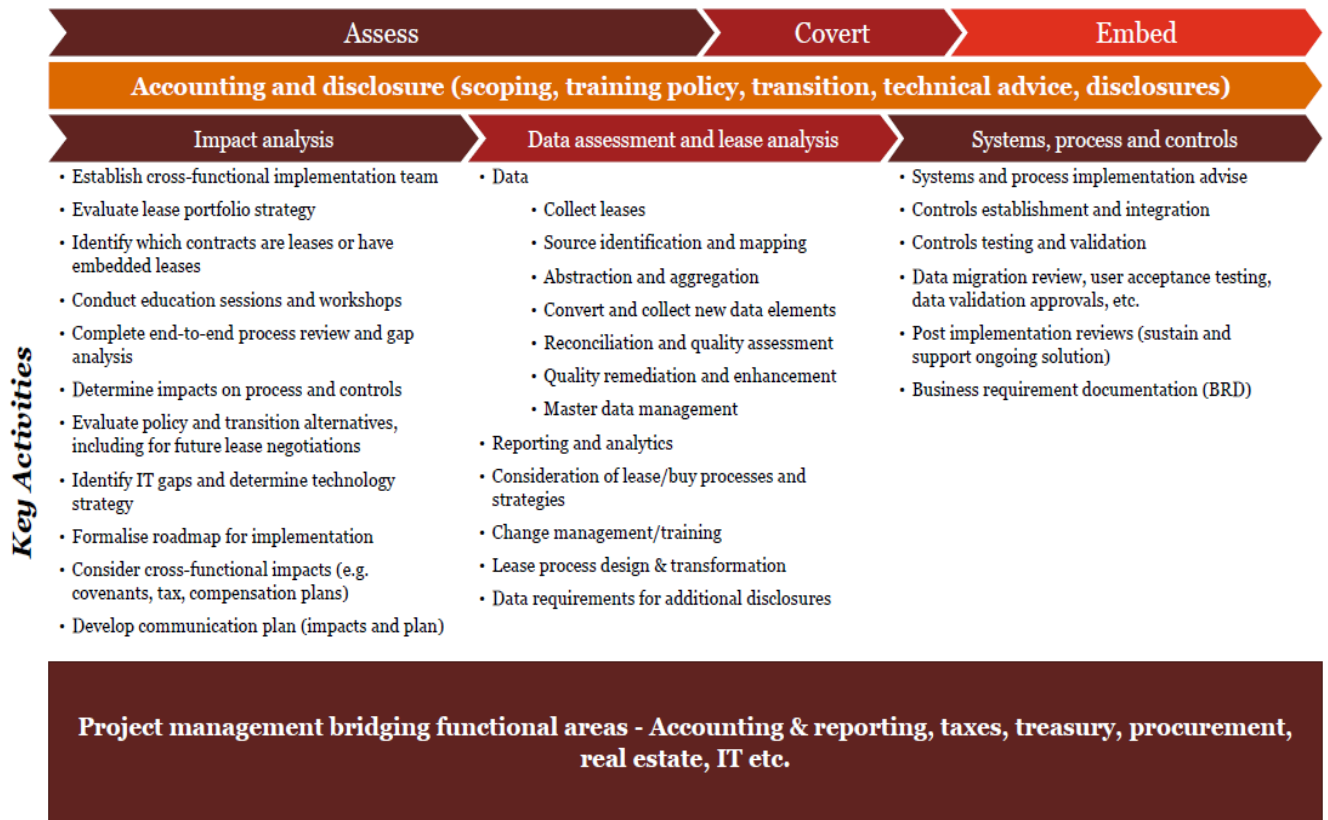 Assess
Covert
Embed
Accounting and disclosure (scoping, training policy, transition, technical advice, disclosures)
Impact analysis
Data assessment and lease analysis
Systems, process and controls
Key Activities
• Establish cross-functional implementation team
• Evaluate lease portfolio strategy
• Identify which contracts are leases or have
embedded leases
• Conduct education sessions and workshops
• Complete end-to-end process review and gap
analysis
• Determine impacts on process and controls
• Evaluate policy and transition alternatives,
including for future lease negotiations
• Identify IT gaps and determine technology
strategy
• Formalise roadmap for implementation
• Consider cross-functional impacts (e.g.
covenants, tax, compensation plans)
• Develop communication plan (impacts and plan)
• Data
• Collect leases
• Source identification and mapping
• Abstraction and aggregation
• Convert and collect new data elements
• Reconciliation and quality assessment
• Quality remediation and enhancement
• Master data management
• Reporting and analytics
• Consideration of lease/buy processes and
strategies
• Change management/training
• Lease process design & transformation
• Data requirements for additional disclosures
• Systems and process implementation advise
• Controls establishment and integration
• Controls testing and validation
• Data migration review, user acceptance testing,
data validation approvals, etc.
• Post implementation reviews (sustain and
support ongoing solution)
• Business requirement documentation (BRD)
Project management bridging functional areas - Accounting & reporting, taxes, treasury, procurement,
real estate, IT etc.